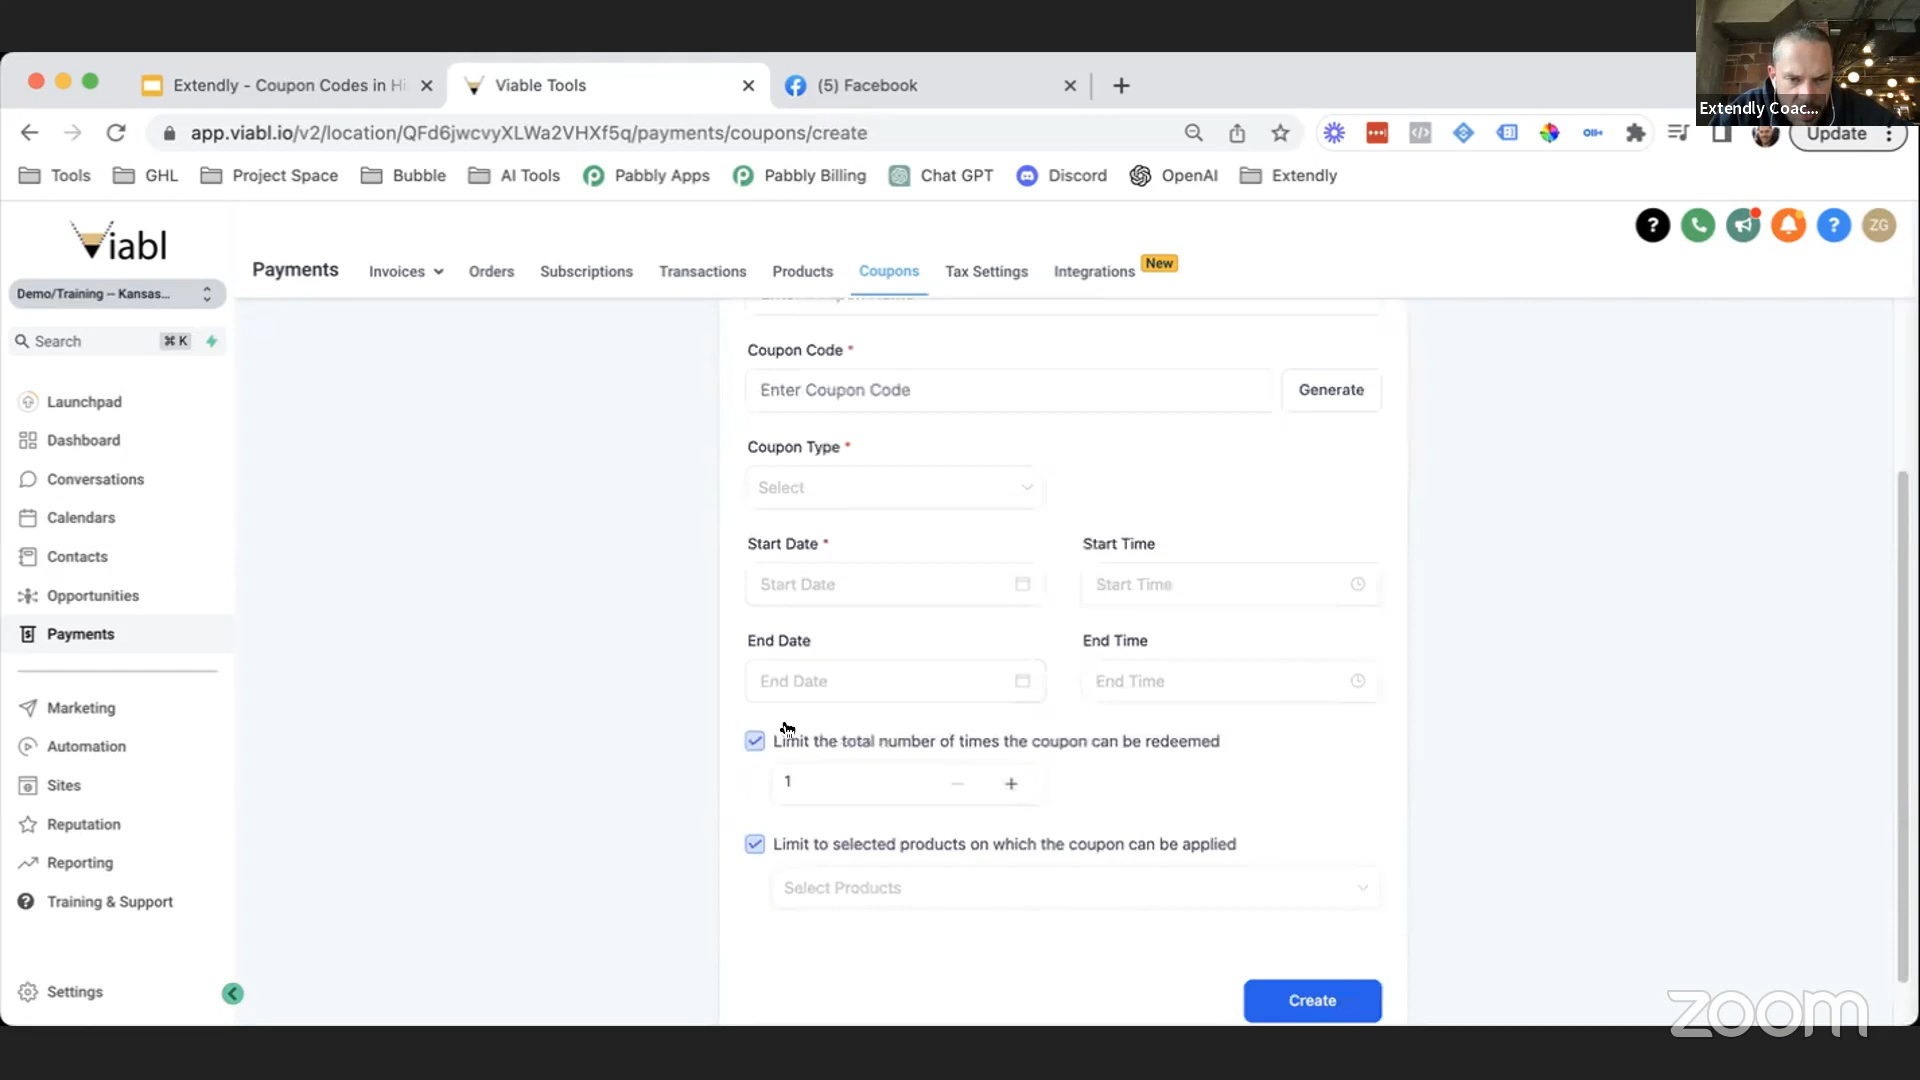 Extendly - Coupon Codes in Hi
Viable Tools
(5) Facebook
Extendly Coac...
app.viabl.io/v2/location/QFd6jwcvyXLWa2VHXf5q/payments/coupons/create
Update
Tools
GHL
Project Space
Bubble
AI Tools
Pabbly Apps
Pabbly Billing
Chat GPT
Discord
OpenAI
Extendly
Viabl
ZG
Demo/Training – Kansas...
Search
⌘ K
Launchpad
Dashboard
Conversations
Calendars
Contacts
Opportunities
Payments
Marketing
Automation
Sites
Reputation
Reporting
Training & Support
Settings
Payments
Invoices
Orders
Subscriptions
Transactions
Products
Coupons
Tax Settings
Integrations
New
Coupon Code *
Enter Coupon Code
Generate
Coupon Type *
Select
Start Date *
Start Time
Start Date
Start Time
End Date
End Time
End Date
End Time
Limit the total number of times the coupon can be redeemed
1
Limit to selected products on which the coupon can be applied
Select Products
Create
zoom